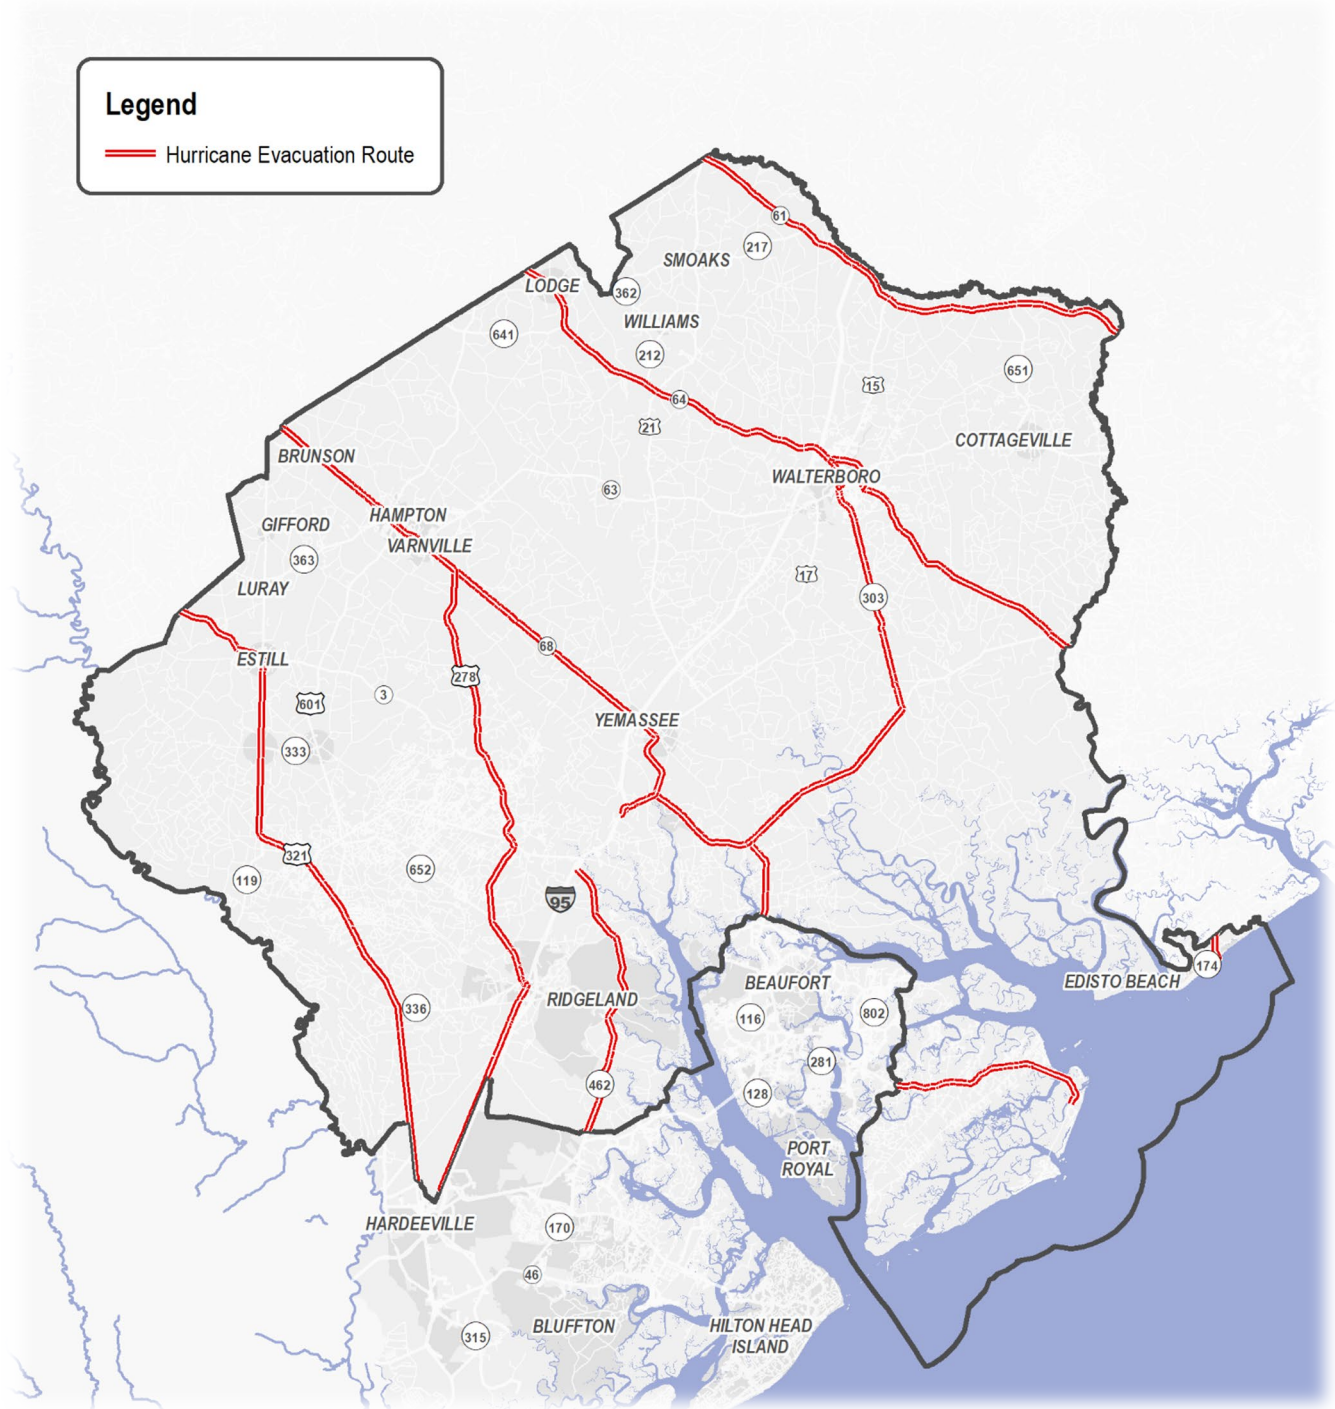 Legend
Hurricane Evacuation Route
61
217
SMOAKS
LODGE
362
WILLIAMS
641
212
651
15
64
21
COTTAGEVILLE
BRUNSON
WALTERBORO
63
HAMPTON
GIFFORD
VARNVILLE
363
17
LURAY
303
68
ESTILL
278
3
601
YEMASSEE
333
321
652
119
95
174
EDISTO BEACH
BEAUFORT
RIDGELAND
336
116
802
281
462
128
PORT
ROYAL
HARDEEVILLE
170
46
BLUFFTON
HILTON HEAD
ISLAND
315